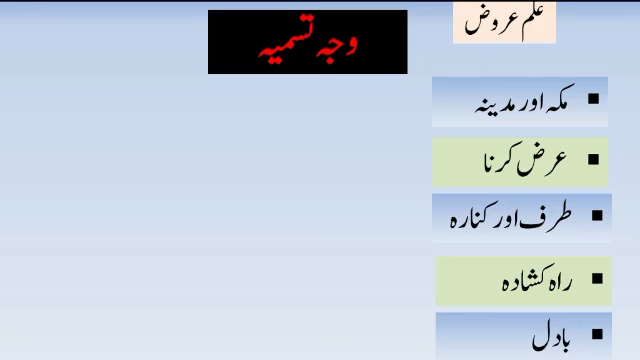 علم عروض
وجہ تسمیہ
▪ مکہ اور مدینہ
▪ عرض کرنا
▪ طرف اور کنارہ
▪ راہ کشادہ
▪ بادل